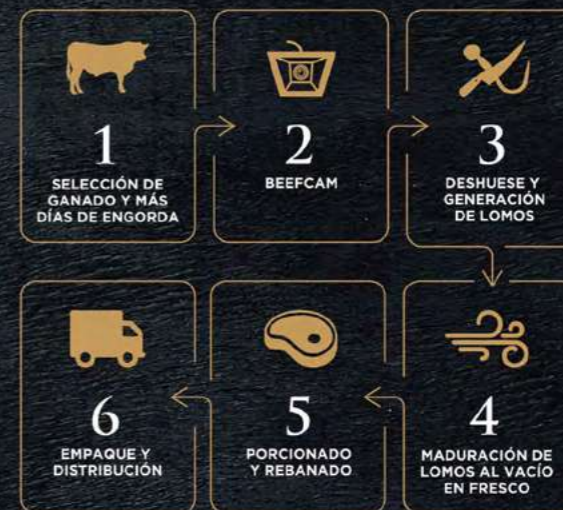 1
SELECCIÓN DE
GANADO Y MÁS
DÍAS DE ENGORDA
2
BEEFCAM
3
DESHUESE Y
GENERACIÓN
DE LOMOS
4
MADURACIÓN DE
LOMOS AL VACÍO
EN FRESCO
5
PORCIONADO
Y REBANADO
6
EMPAQUE Y
DISTRIBUCIÓN